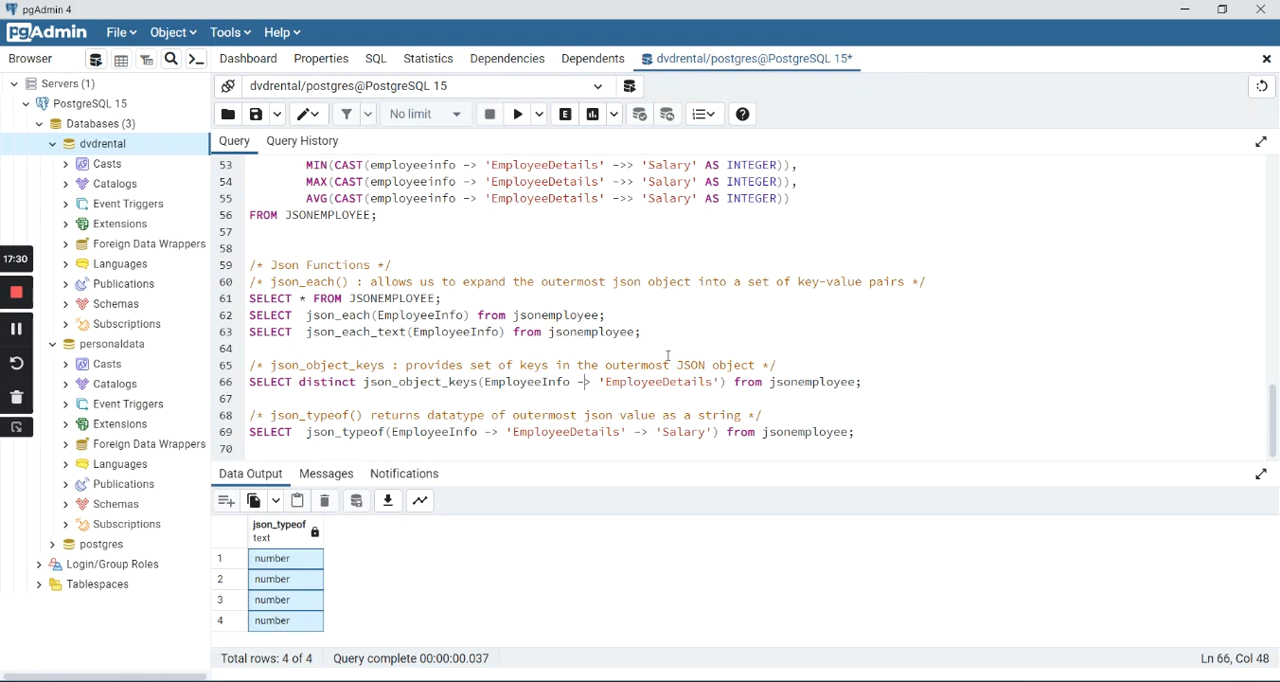 pgAdmin 4
pgAdmin File Object Tools Help
Browser Dashboard Properties SQL Statistics Dependencies Dependents dvdrental/postgres@PostgreSQL 15*
Servers (1)
PostgreSQL 15
Databases (3)
dvdrental
Casts
Catalogs
Event Triggers
Extensions
Foreign Data Wrappers
Languages
Publications
Schemas
Subscriptions
personaldata
Casts
Catalogs
Event Triggers
Extensions
Foreign Data Wrappers
Languages
Publications
Schemas
Subscriptions
postgres
Login/Group Roles
Tablespaces
17:30
dvdrental/postgres@PostgreSQL 15
No limit
E
Query Query History
53 MIN(CAST(employeeinfo -> 'EmployeeDetails' ->> 'Salary' AS INTEGER)),
54 MAX(CAST(employeeinfo -> 'EmployeeDetails' ->> 'Salary' AS INTEGER)),
55 AVG(CAST(employeeinfo -> 'EmployeeDetails' ->> 'Salary' AS INTEGER))
56 FROM JSONEMPLOYEE;
57
58
59 /* Json Functions */
60 /* json_each() : allows us to expand the outermost json object into a set of key-value pairs */
61 SELECT * FROM JSONEMPLOYEE;
62 SELECT json_each(EmployeeInfo) from jsonemployee;
63 SELECT json_each_text(EmployeeInfo) from jsonemployee;
64
65 /* json_object_keys : provides set of keys in the outermost JSON object */
66 SELECT distinct json_object_keys(EmployeeInfo -> 'EmployeeDetails') from jsonemployee;
67
68 /* json_typeof() returns datatype of outermost json value as a string */
69 SELECT json_typeof(EmployeeInfo -> 'EmployeeDetails' -> 'Salary') from jsonemployee;
70
Data Output Messages Notifications
json_typeof
text
1 number
2 number
3 number
4 number
Total rows: 4 of 4 Query complete 00:00:00.037 Ln 66, Col 48